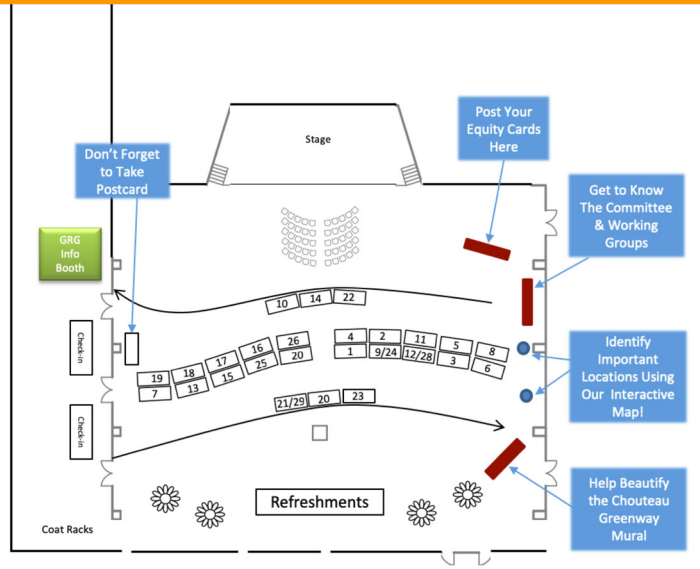 Stage
Post Your
Equity Cards
Here
Don't Forget
to Take
Postcard
Get to Know
The Committee
& Working
Groups
GRG
Info
Booth
10 14 22
Check-in
4 2 11 5 8
1 9/24 12/28 3 6
19 18 17 16 26
7 13 15 25 20
Identify
Important
Locations Using
Our Interactive
Map!
21/29 20 23
Check-in
Refreshments
Help Beautify
the Chouteau
Greenway
Mural
Coat Racks